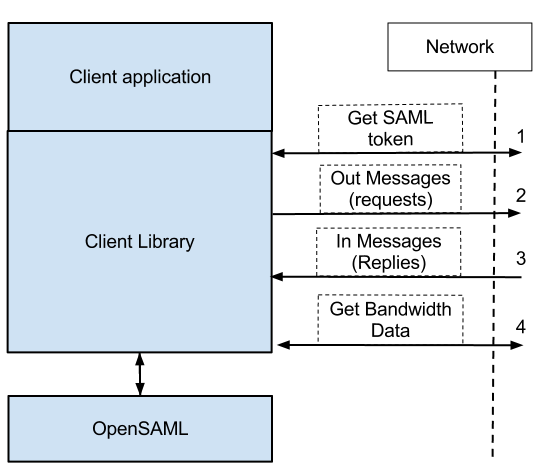 Client application
Network
Get SAML
token
1
Out Messages
(requests)
2
Client Library
In Messages
(Replies)
3
Get Bandwidth
Data
4
OpenSAML